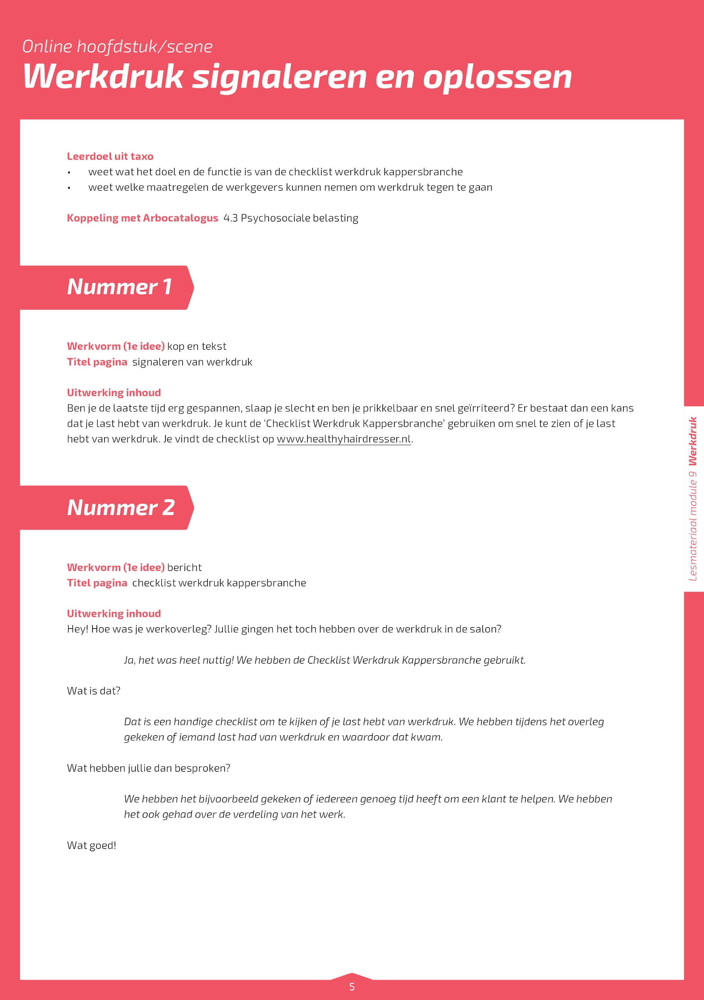 Online hoofdstuk/scene
Werkdruk signaleren en oplossen
Leerdoel uit taxo
• weet wat het doel en de functie is van de checklist werkdruk kappersbranche
• weet welke maatregelen de werkgevers kunnen nemen om werkdruk tegen te gaan
Koppeling met Arbocatalogus 4.3 Psychosociale belasting
Nummer 1
Werkvorm (1e idee) kop en tekst
Titel pagina signaleren van werkdruk
Uitwerking inhoud
Ben je de laatste tijd erg gespannen, slaap je slecht en ben je prikkelbaar en snel geïrriteerd? Er bestaat dan een kans
dat je last hebt van werkdruk. Je kunt de ‘Checklist Werkdruk Kappersbranche’ gebruiken om snel te zien of je last
hebt van werkdruk. Je vindt de checklist op www.healthyhairdresser.nl.
Nummer 2
Werkvorm (1e idee) bericht
Titel pagina checklist werkdruk kappersbranche
Uitwerking inhoud
Hey! Hoe was je werkoverleg? Jullie gingen het toch hebben over de werkdruk in de salon?
Ja, het was heel nuttig! We hebben de Checklist Werkdruk Kappersbranche gebruikt.
Wat is dat?
Dat is een handige checklist om te kijken of je last hebt van werkdruk. We hebben tijdens het overleg
gekeken of iemand last had van werkdruk en waardoor dat kwam.
Wat hebben jullie dan besproken?
We hebben het bijvoorbeeld gekeken of iedereen genoeg tijd heeft om een klant te helpen. We hebben
het ook gehad over de verdeling van het werk.
Wat goed!
Lesmateriaal module 9 Werkdruk
5